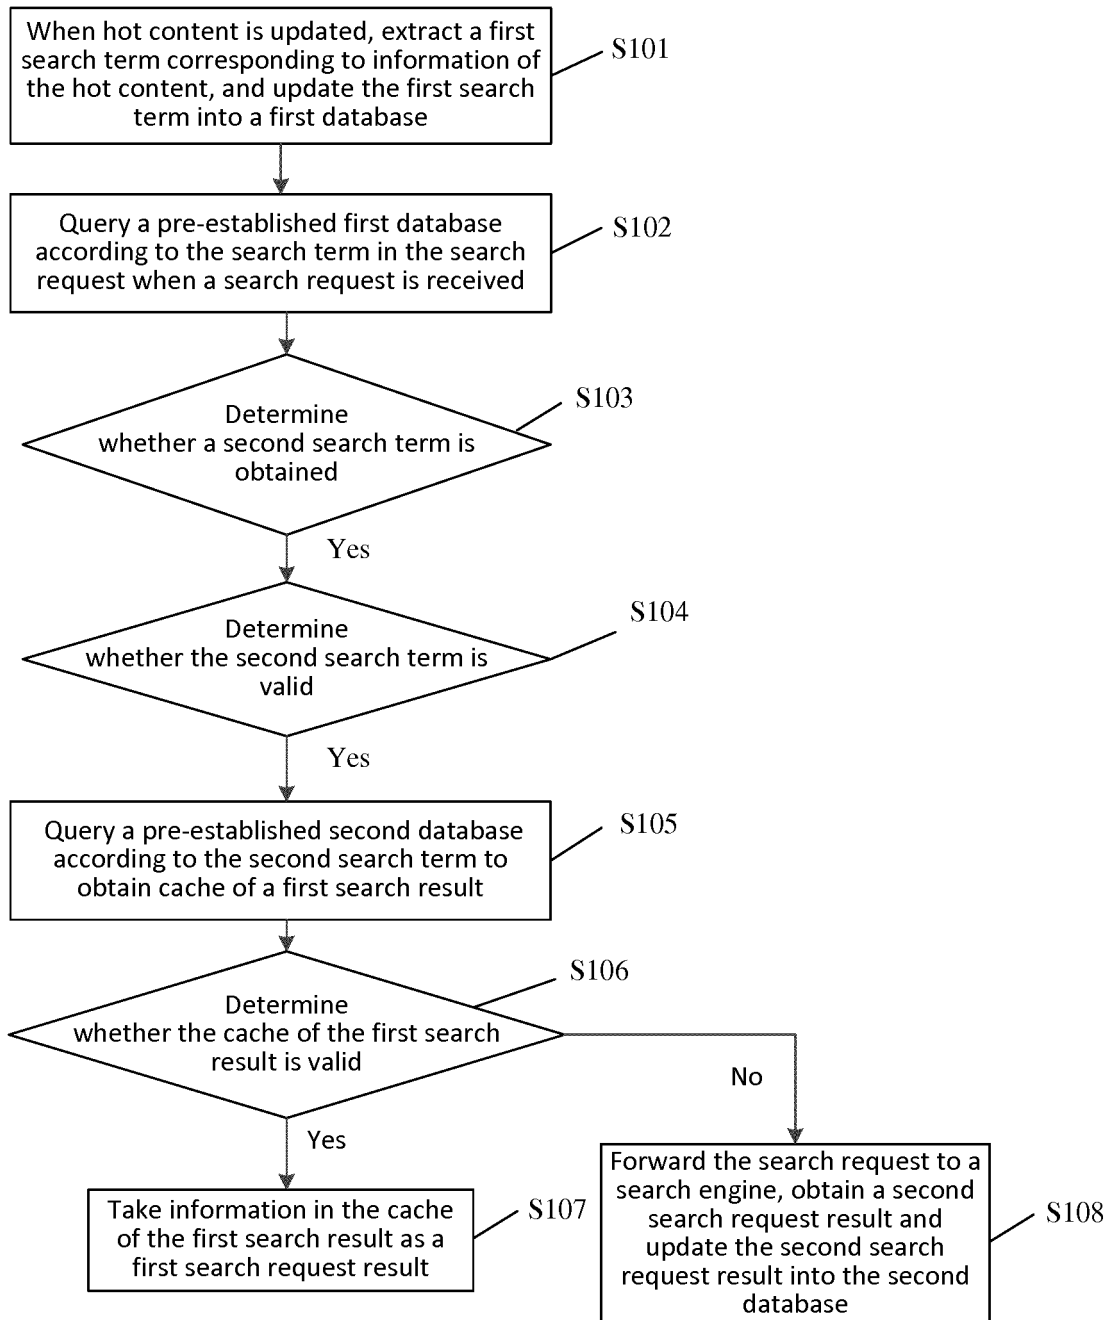 When hot content is updated, extract a first
search term corresponding to information of
the hot content, and update the first search
term into a first database
S101
Query a pre-established first database
according to the search term in the search
request when a search request is received
S102
Determine
whether a second search term is
obtained
S103
Yes
Determine
whether the second search term is
valid
S104
Yes
Query a pre-established second database
according to the second search term to
obtain cache of a first search result
S105
Determine
whether the cache of the first search
result is valid
S106
No
Yes
Take information in the cache
of the first search result as a
first search request result
S107
Forward the search request to a
search engine, obtain a second
search request result and
update the second search
request result into the second
database
S108